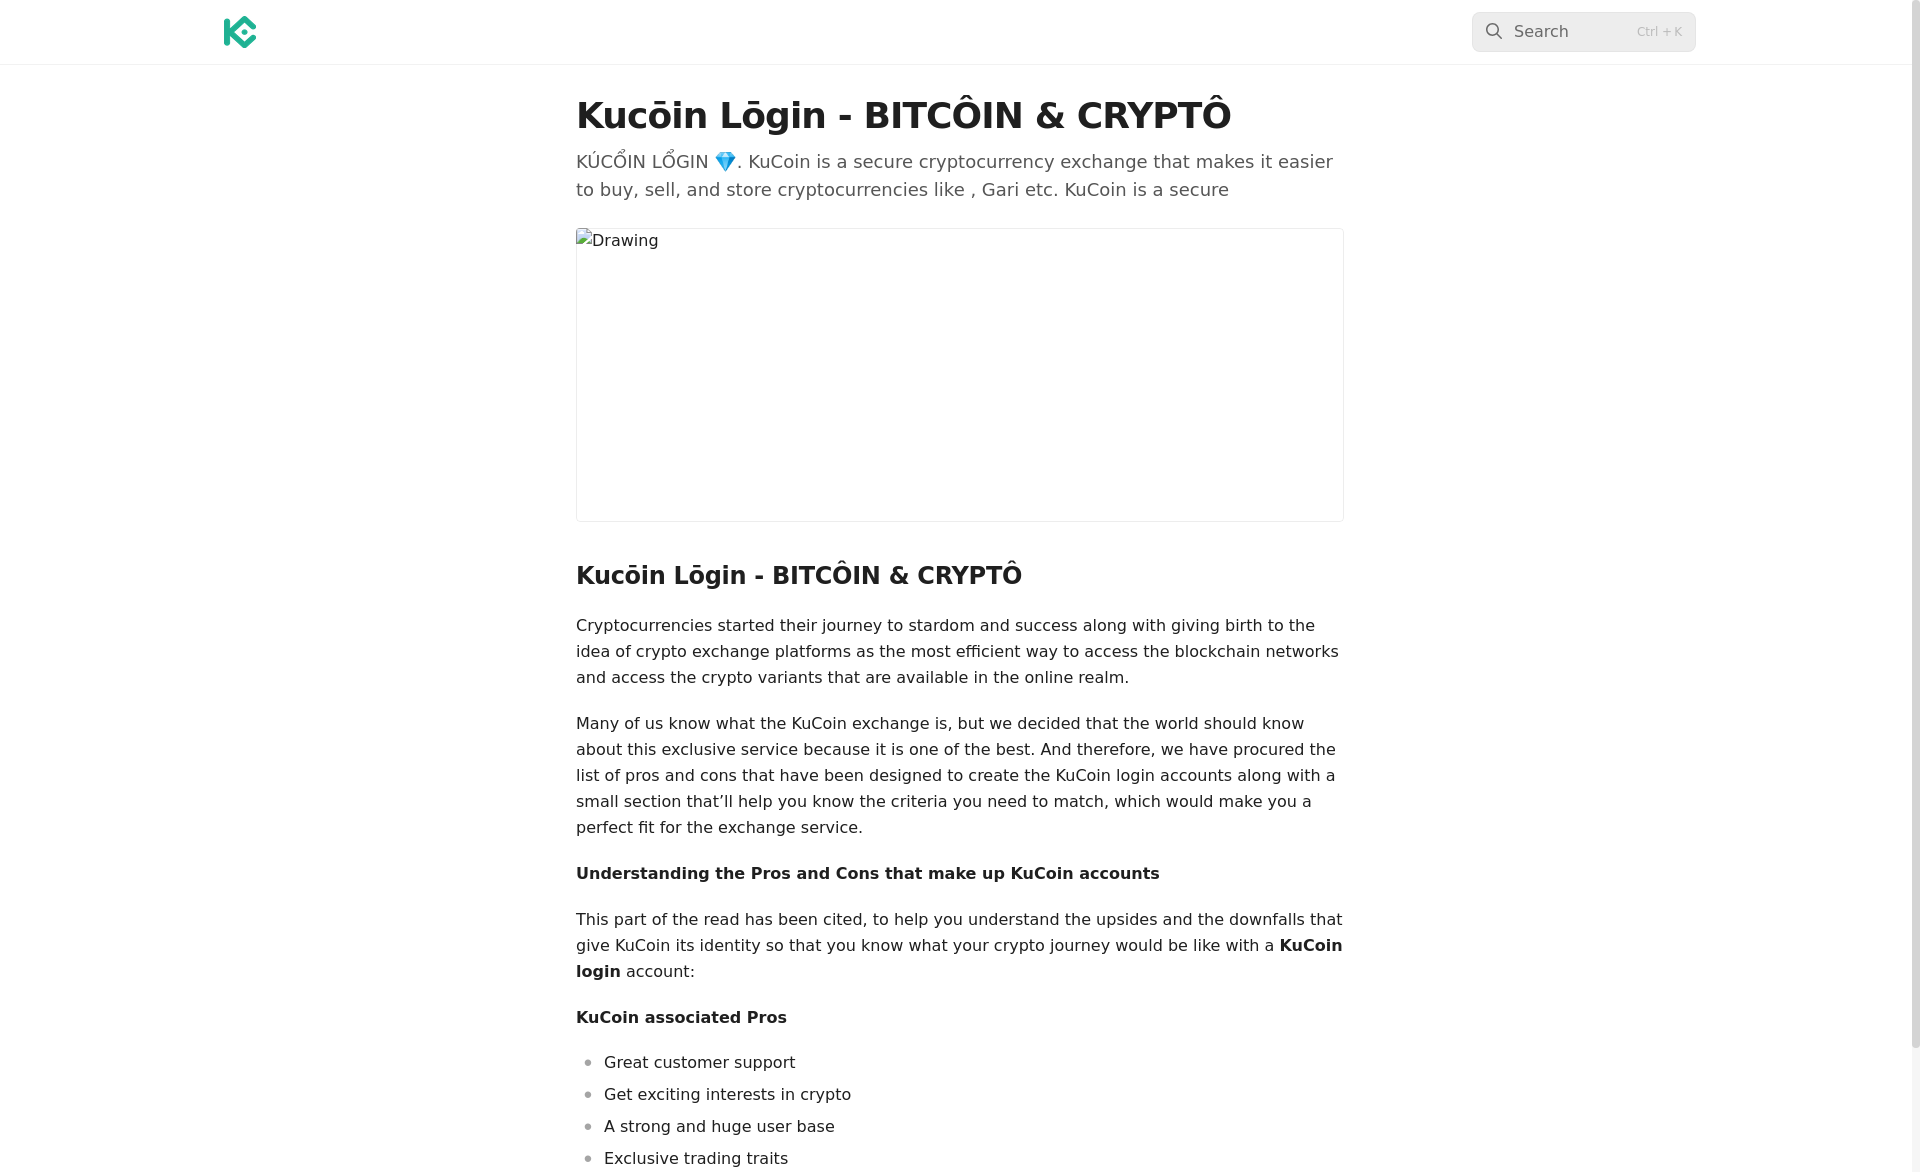 Search
Ctrl + K
Kucōin Lōgin - BITCÔIN & CRYPTÔ
KÚCỔIN LỔGIN 💎. KuCoin is a secure cryptocurrency exchange that makes it easier
to buy, sell, and store cryptocurrencies like , Gari etc. KuCoin is a secure
Drawing
Kucōin Lōgin - BITCÔIN & CRYPTÔ
Cryptocurrencies started their journey to stardom and success along with giving birth to the
idea of crypto exchange platforms as the most efficient way to access the blockchain networks
and access the crypto variants that are available in the online realm.
Many of us know what the KuCoin exchange is, but we decided that the world should know
about this exclusive service because it is one of the best. And therefore, we have procured the
list of pros and cons that have been designed to create the KuCoin login accounts along with a
small section that’ll help you know the criteria you need to match, which would make you a
perfect fit for the exchange service.
Understanding the Pros and Cons that make up KuCoin accounts
This part of the read has been cited, to help you understand the upsides and the downfalls that
give KuCoin its identity so that you know what your crypto journey would be like with a KuCoin
login account:
KuCoin associated Pros
Great customer support
Get exciting interests in crypto
A strong and huge user base
Exclusive trading traits